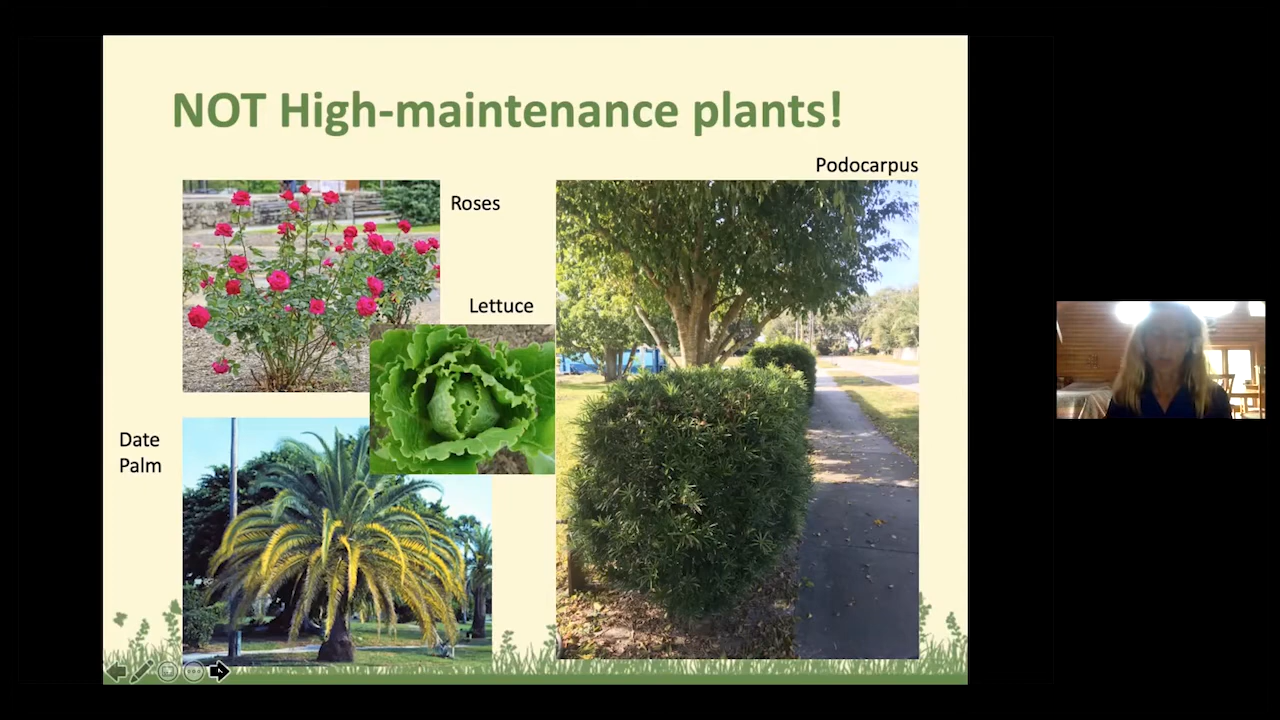 NOT High-maintenance plants!
Podocarpus
Roses
Lettuce
Date
Palm